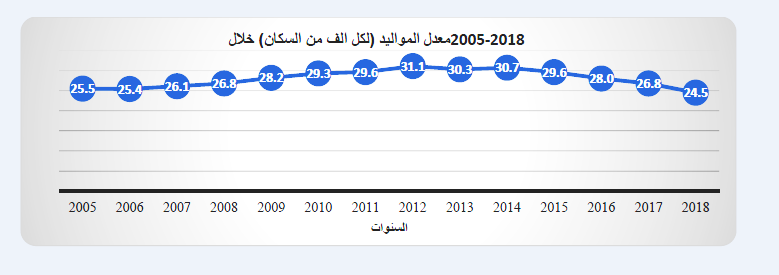 معدل المواليد (لكل الف من السكان) خلال2005-2018
25.5 25.4 26.1 26.8 28.2 29.3 29.6 31.1 30.3 30.7 29.6 28.0 26.8 24.5
2005 2006 2007 2008 2009 2010 2011 2012 2013 2014 2015 2016 2017 2018
السنوات